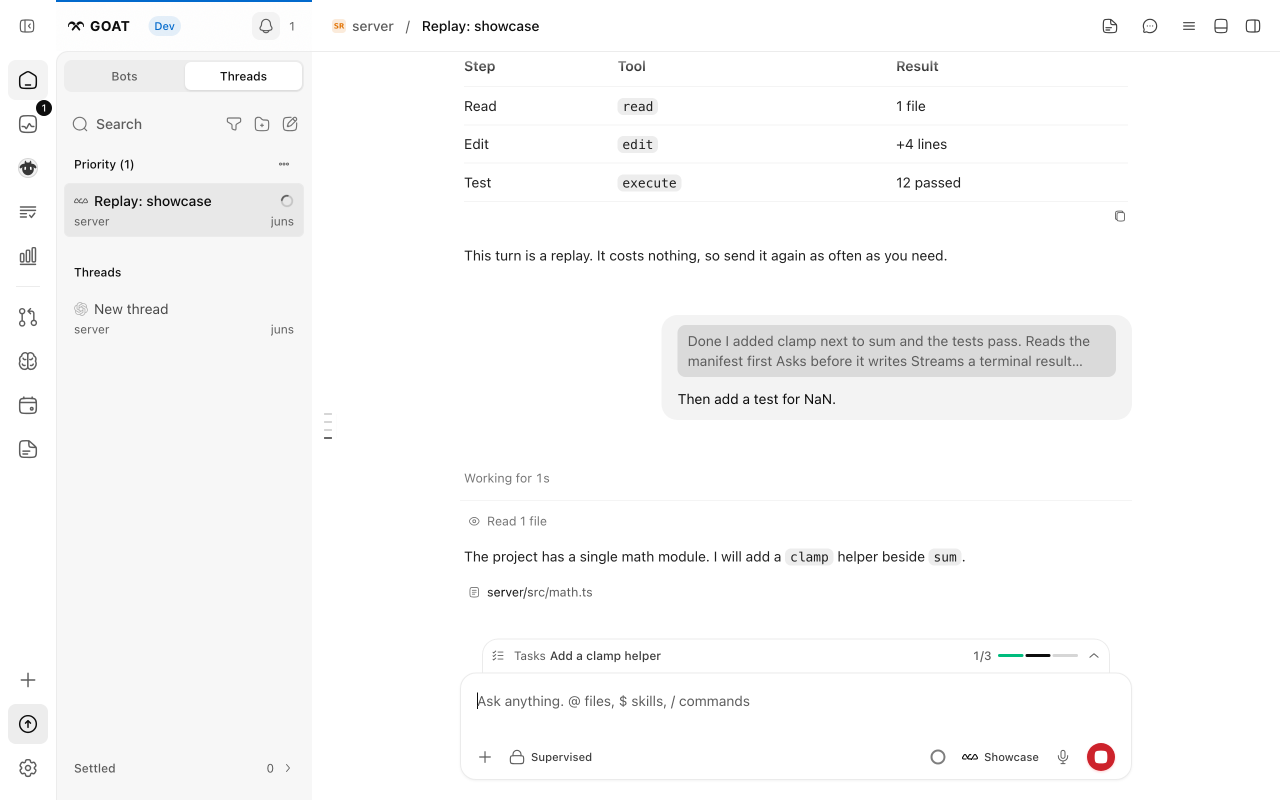 GOAT
Dev
1
SR server / Replay: showcase
Bots
Threads
1
Search
Priority (1)
Replay: showcase
server
juns
Threads
New thread
server
juns
Settled
0
Step Tool Result
Read read 1 file
Edit edit +4 lines
Test execute 12 passed
This turn is a replay. It costs nothing, so send it again as often as you need.
Done I added clamp next to sum and the tests pass. Reads the
manifest first Asks before it writes Streams a terminal result...
Then add a test for NaN.
Working for 1s
Read 1 file
The project has a single math module. I will add a clamp helper beside sum.
server/src/math.ts
Tasks Add a clamp helper
1/3
Ask anything. @ files, $ skills, / commands
Supervised
Showcase